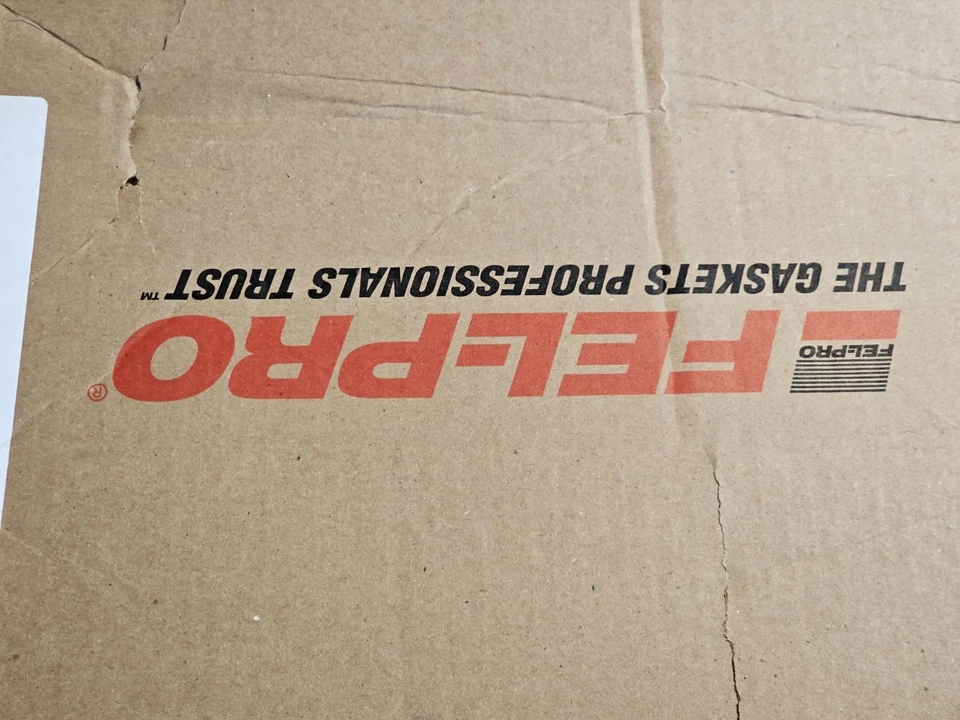 FEL-PRO
FEL-PRO®
THE GASKETS PROFESSIONALS TRUST™